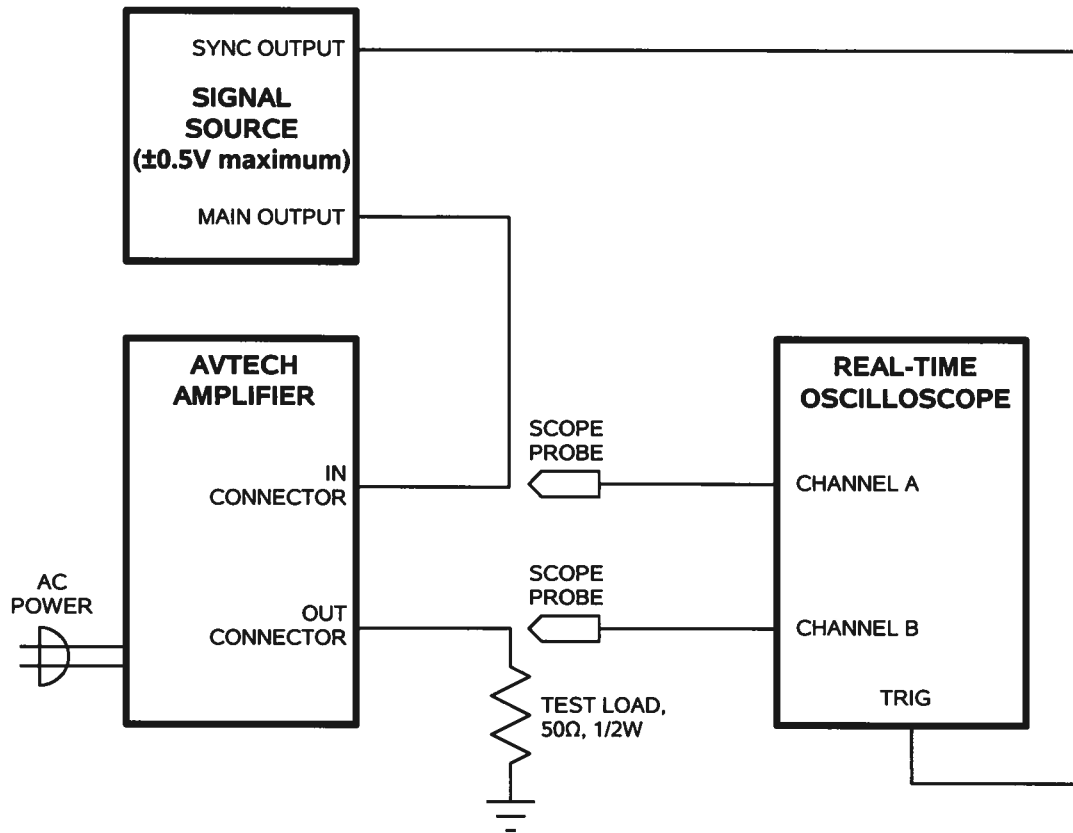 SYNC OUTPUT
SIGNAL
SOURCE
(±0.5V maximum)
MAIN OUTPUT
AVTECH
AMPLIFIER
IN
CONNECTOR
OUT
CONNECTOR
AC
POWER
SCOPE
PROBE
SCOPE
PROBE
TEST LOAD,
50Ω, 1/2W
REAL-TIME
OSCILLOSCOPE
CHANNEL A
CHANNEL B
TRIG